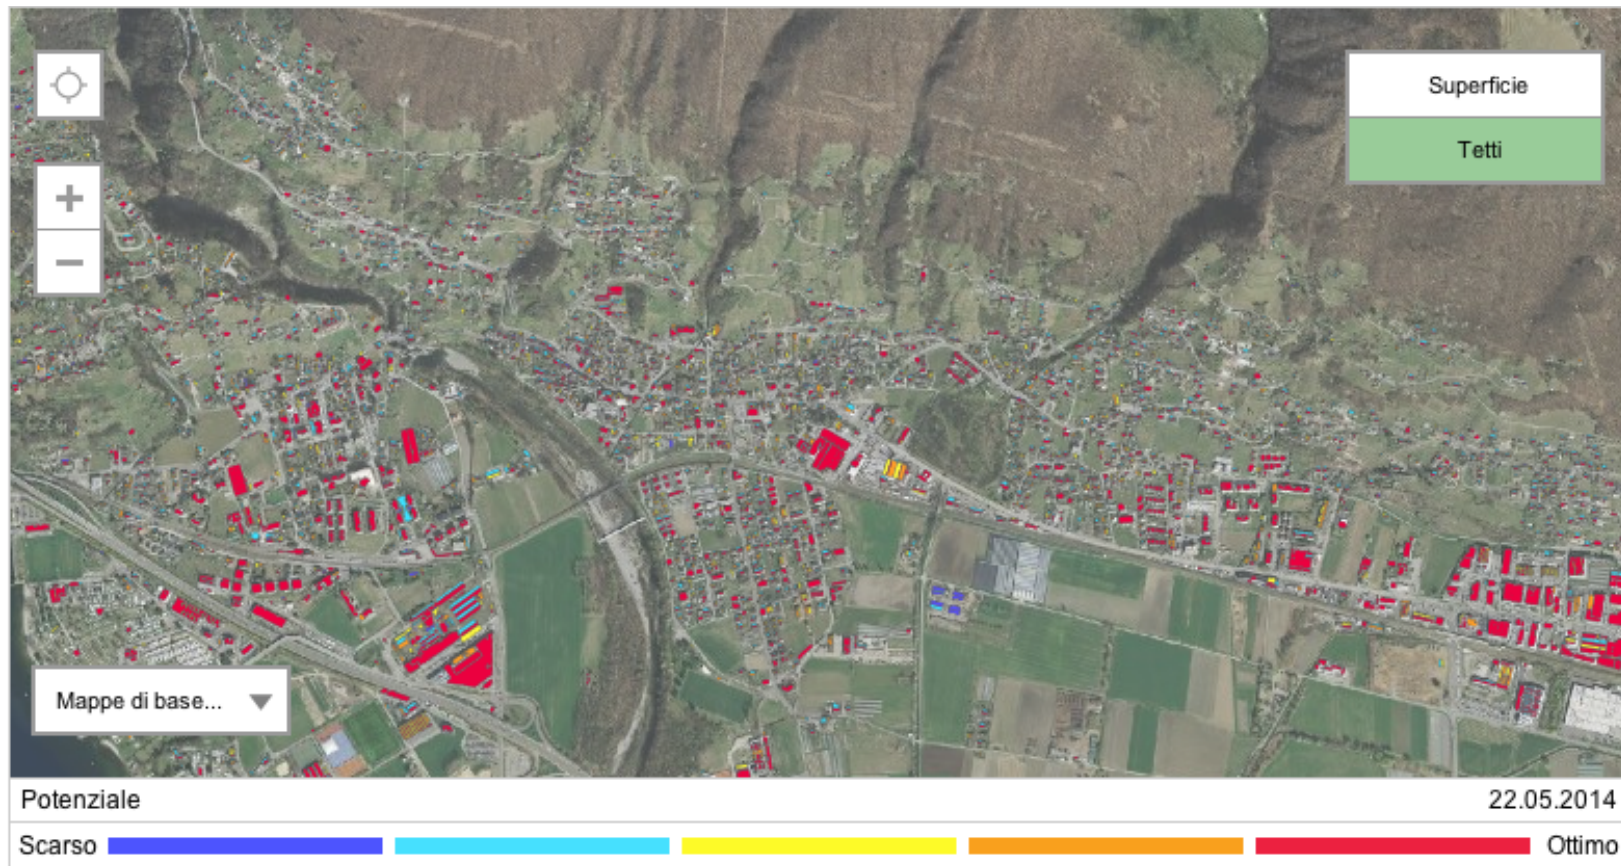 Superficie
Tetti
+
−
Mappe di base...
Potenziale 22.05.2014
Scarso Ottimo